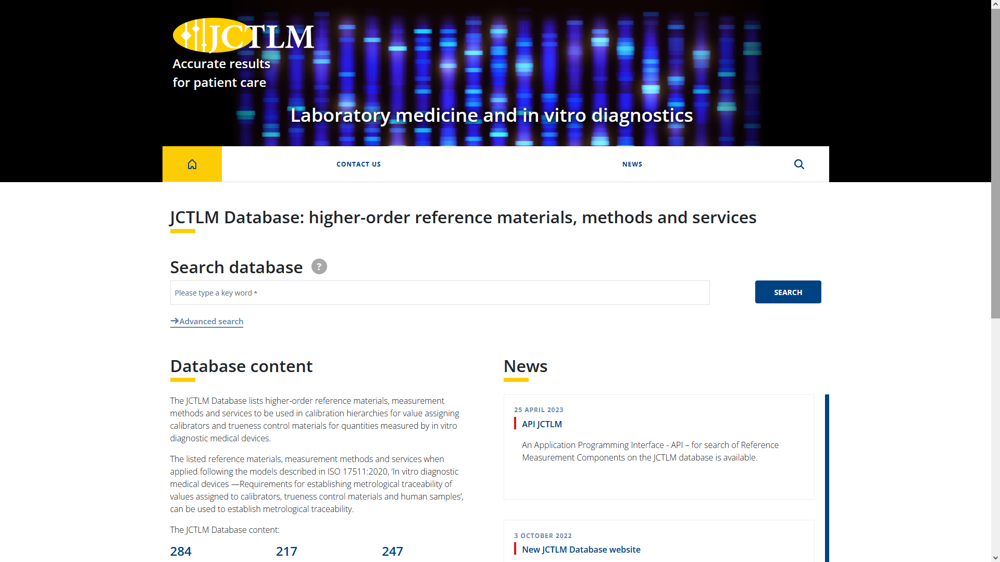 JCTLM
Accurate results
for patient care
Laboratory medicine and in vitro diagnostics
CONTACT US
NEWS
JCTLM Database: higher-order reference materials, methods and services
Search database
?
Please type a key word *
SEARCH
Advanced search
Database content
The JCTLM Database lists higher-order reference materials, measurement
methods and services to be used in calibration hierarchies for value assigning
calibrators and trueness control materials for quantities measured by in vitro
diagnostic medical devices.
The listed reference materials, measurement methods and services when
applied following the models described in ISO 17511:2020, ‘In vitro diagnostic
medical devices —Requirements for establishing metrological traceability of
values assigned to calibrators, trueness control materials and human samples’,
can be used to establish metrological traceability.
The JCTLM Database content:
284
217
247
News
25 APRIL 2023
API JCTLM
An Application Programming Interface - API – for search of Reference
Measurement Components on the JCTLM database is available.
3 OCTOBER 2022
New JCTLM Database website